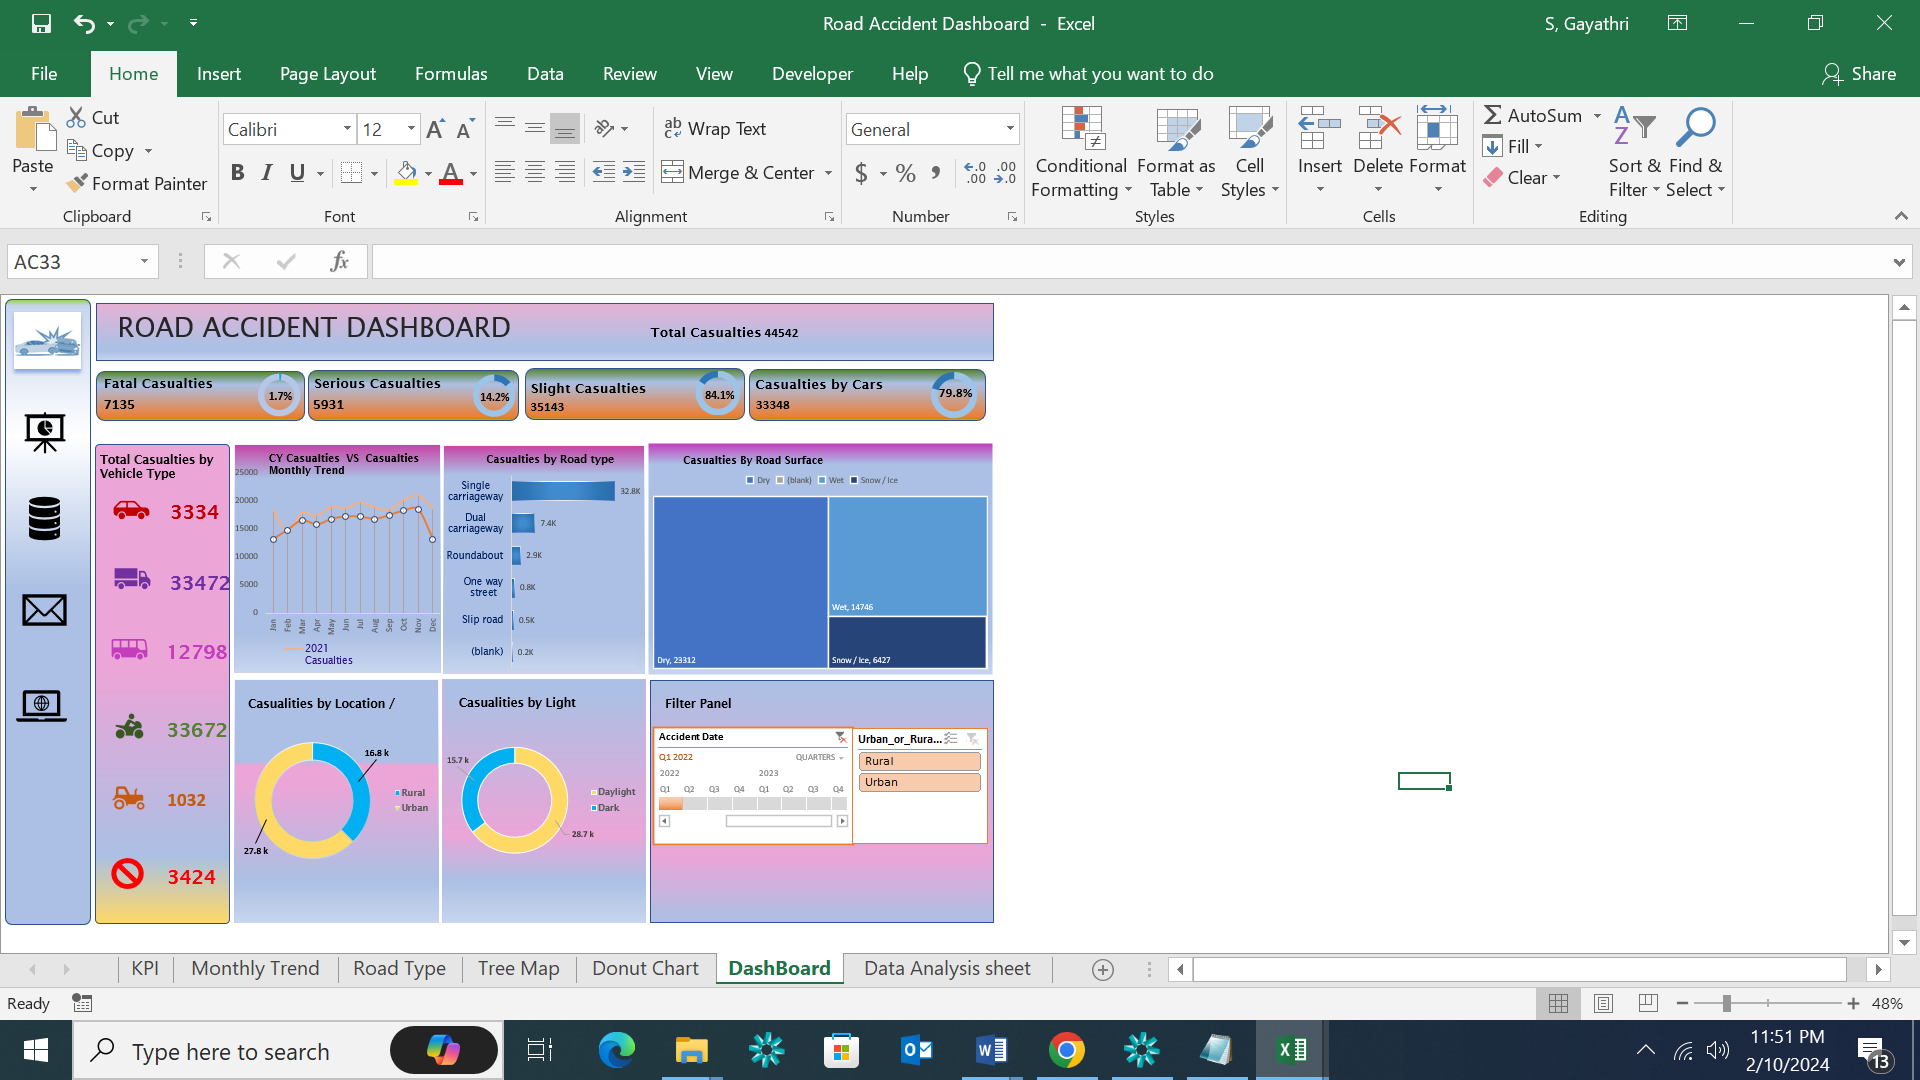 Road Accident Dashboard - Excel
S, Gayathri
File
Home
Insert
Page Layout
Formulas
Data
Review
View
Developer
Help
Tell me what you want to do
Share
Paste
Cut
Copy
Format Painter
Clipboard
Calibri
12
B I U
A
Font
Wrap Text
Merge & Center
Alignment
General
$ % ,
Number
Conditional
Formatting
Format as
Table
Cell
Styles
Styles
Insert
Delete
Format
Cells
AutoSum
Fill
Clear
Sort &
Filter
Find &
Select
Editing
AC33
fx
ROAD ACCIDENT DASHBOARD
Total Casualties 44542
Fatal Casualties
7135
1.7%
Serious Casualties
5931
14.2%
Slight Casualties
35143
84.1%
Casualties by Cars
33348
79.8%
Total Casualties by
Vehicle Type
3334
33472
12798
33672
1032
3424
CY Casualties VS Casualties
Monthly Trend
25000
20000
15000
10000
5000
0
Jan
Feb
Mar
Apr
May
Jun
Jul
Aug
Sep
Oct
Nov
Dec
2021
Casualties
Casualties by Road type
Single
carriageway
32.8K
Dual
carriageway
7.4K
Roundabout
2.9K
One way
street
0.8K
Slip road
0.5K
(blank)
0.2K
Casualties By Road Surface
Dry
(blank)
Wet
Snow / Ice
Dry, 23312
Wet, 14746
Snow / Ice, 6427
Casualities by Location /
16.8 k
27.8 k
Rural
Urban
Casualities by Light
15.7 k
28.7 k
Daylight
Dark
Filter Panel
Accident Date
Q1 2022
QUARTERS
2022
2023
Q1 Q2 Q3 Q4 Q1 Q2 Q3 Q4
Urban_or_Rura...
Rural
Urban
KPI
Monthly Trend
Road Type
Tree Map
Donut Chart
DashBoard
Data Analysis sheet
Ready
48%
Type here to search
11:51 PM
2/10/2024
13